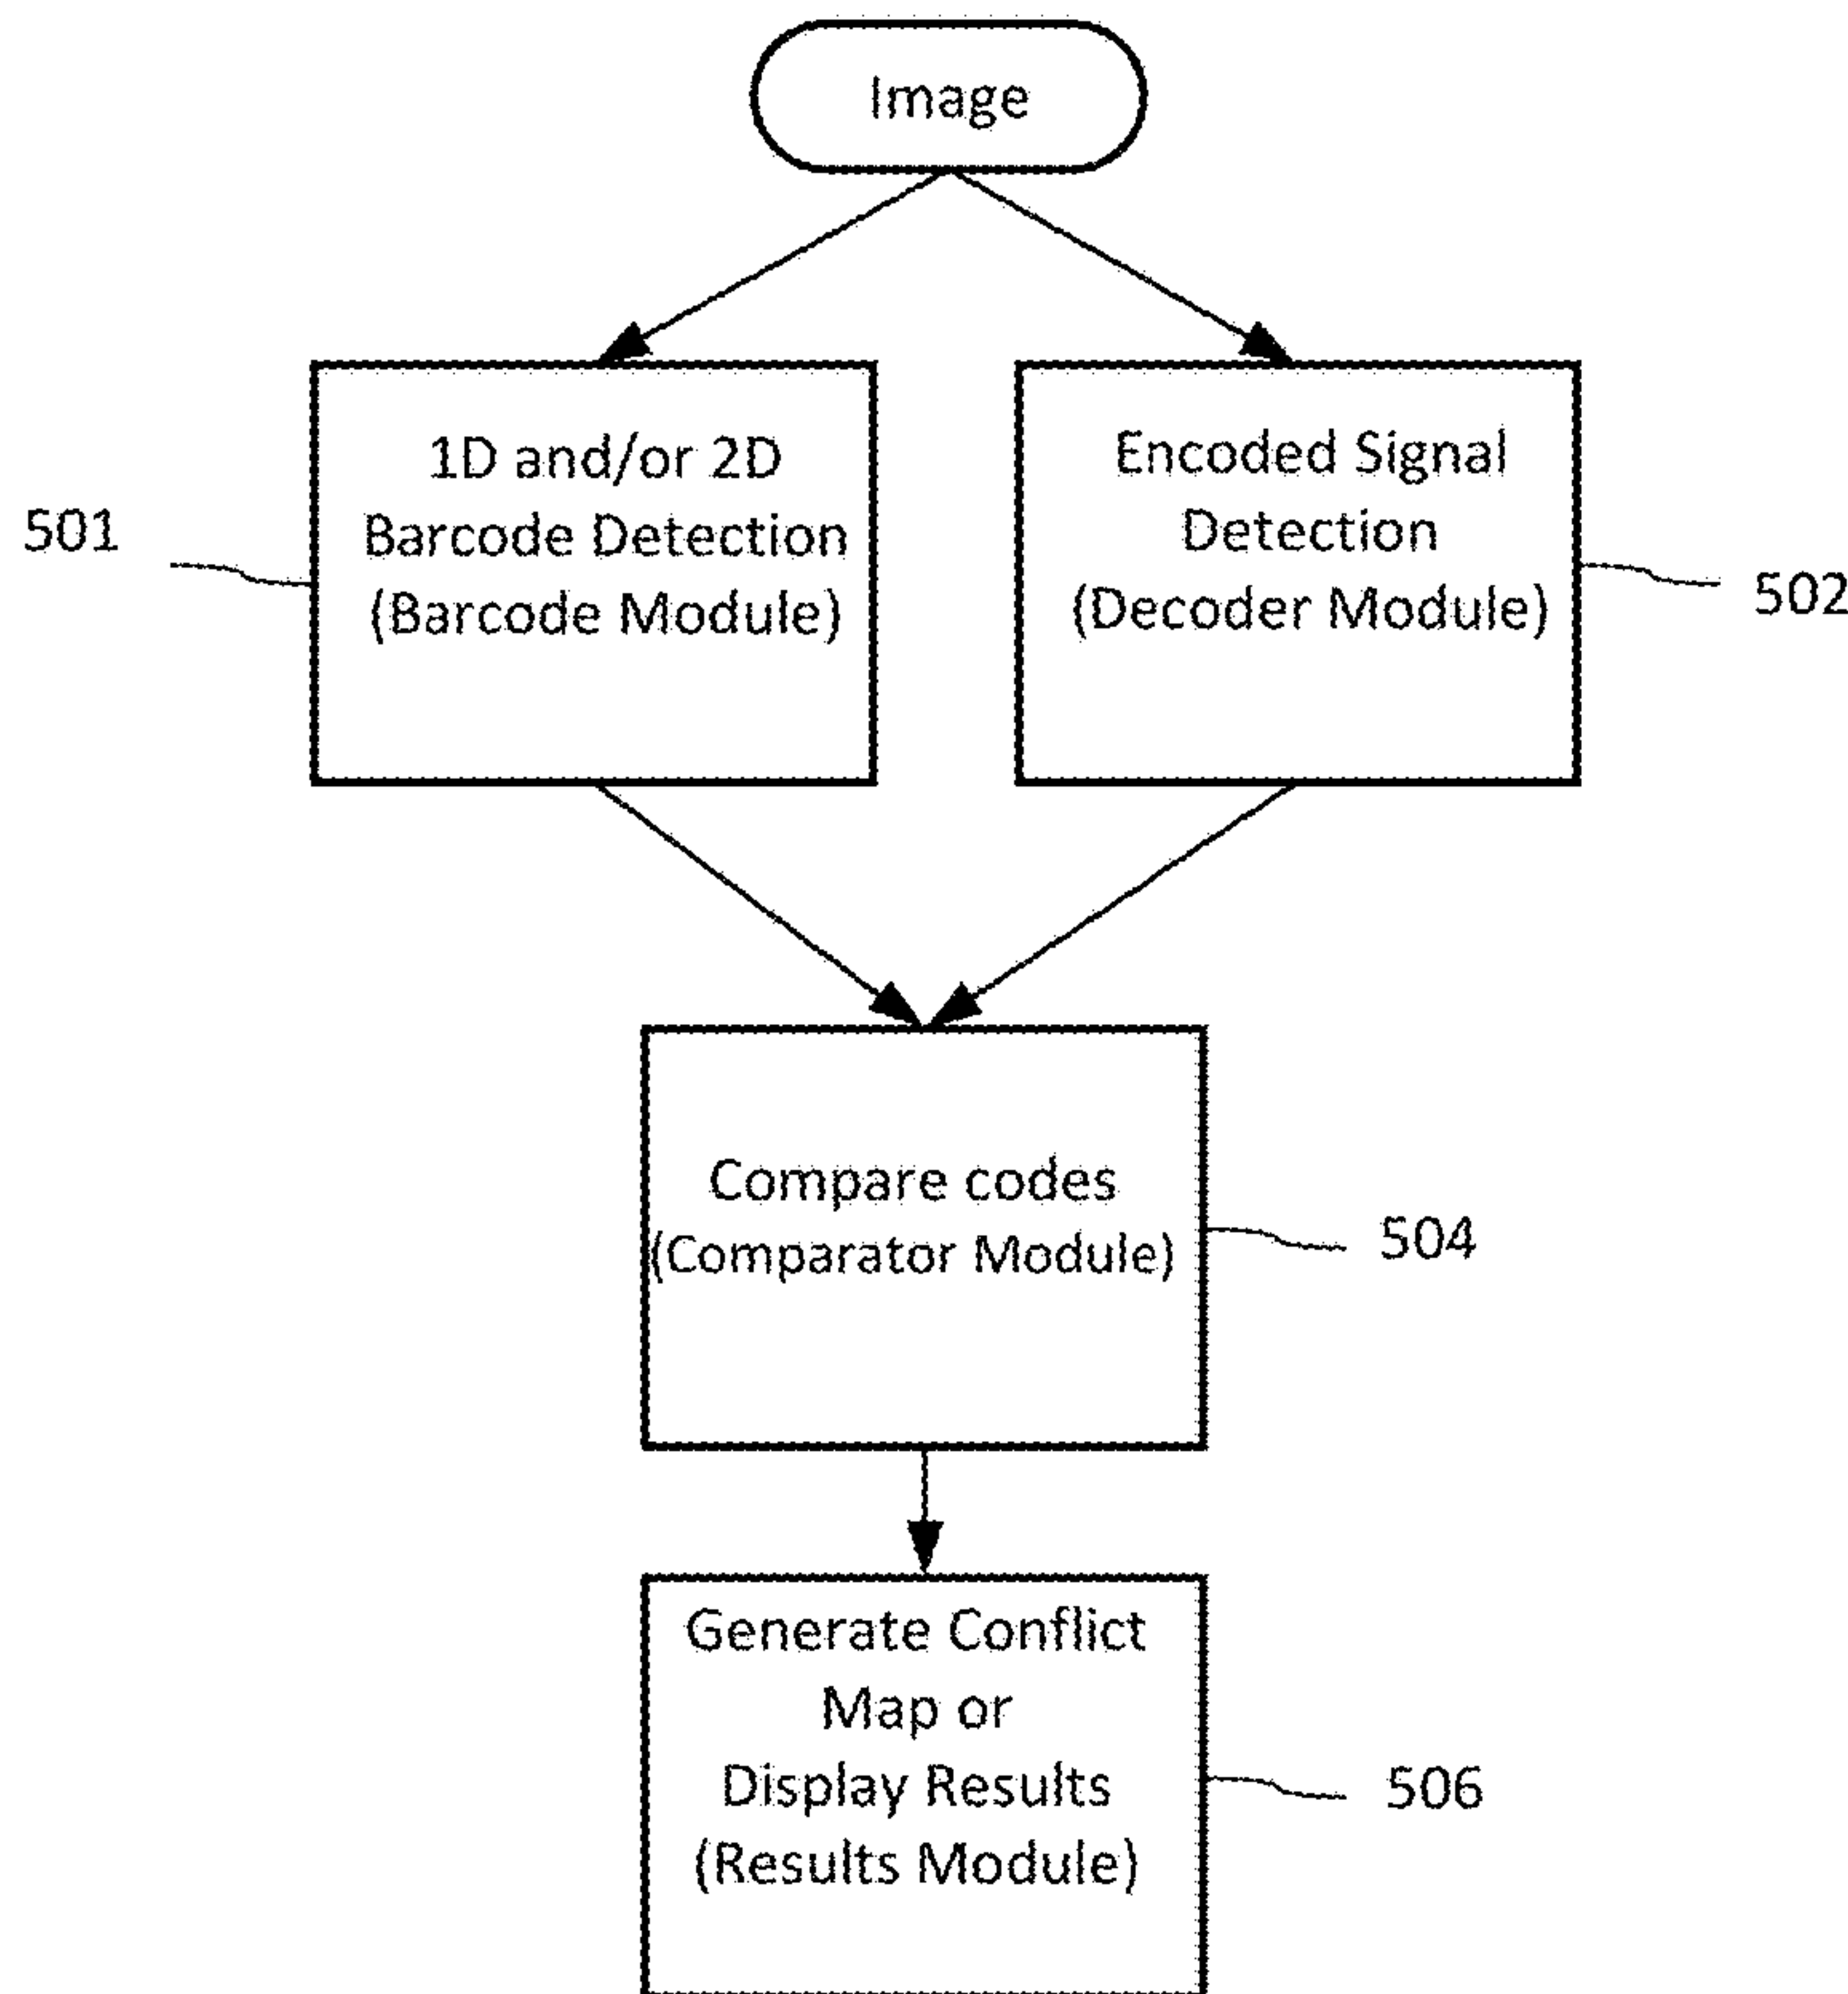 Image
1D and/or 2D
Barcode Detection
(Barcode Module)
501
Encoded Signal
Detection
(Decoder Module)
502
Compare codes
(Comparator Module)
504
Generate Conflict
Map or
Display Results
(Results Module)
506